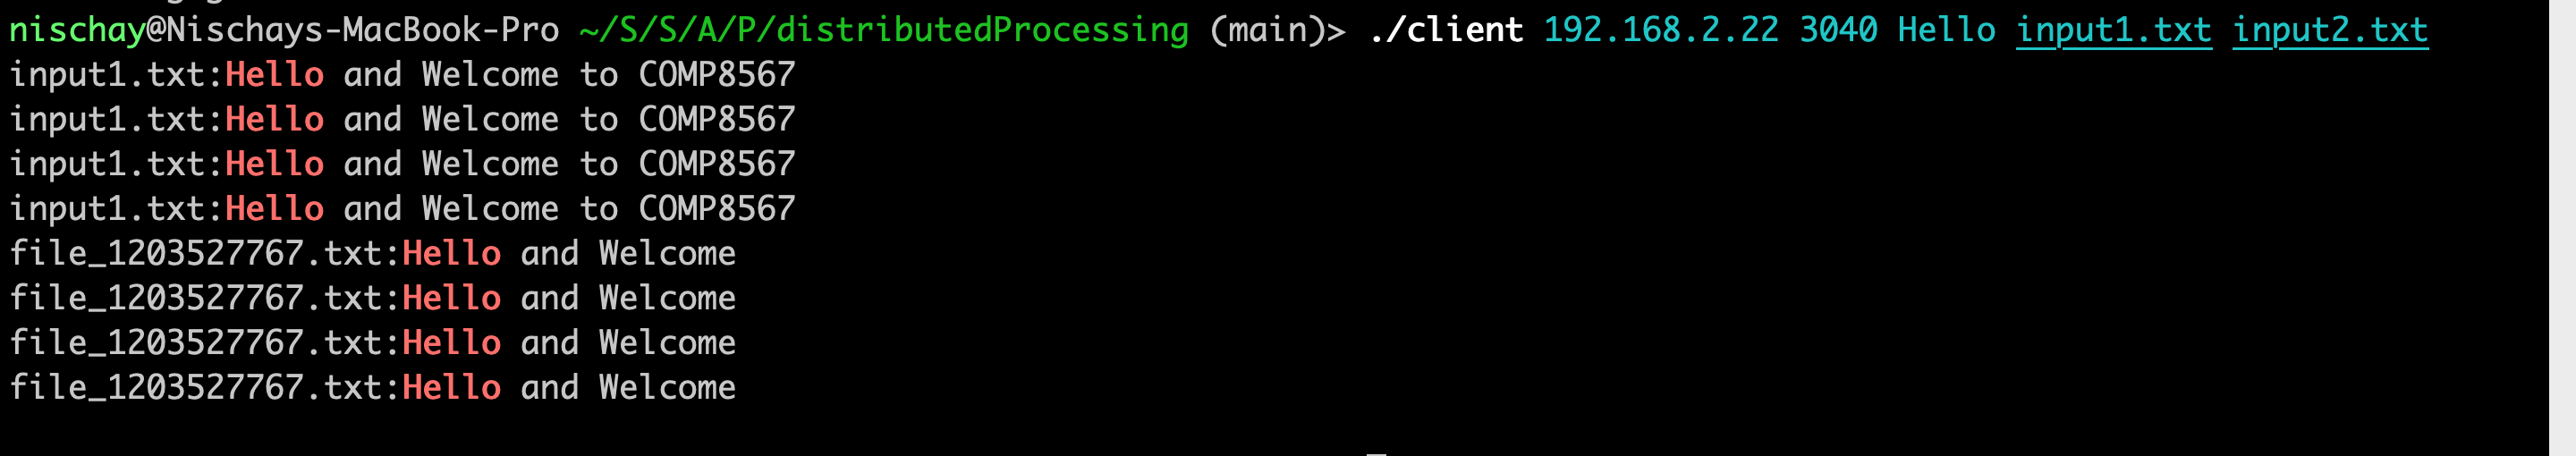 nischay@Nischays-MacBook-Pro ~/S/S/A/P/distributedProcessing (main)> ./client 192.168.2.22 3040 Hello input1.txt input2.txt
input1.txt:Hello and Welcome to COMP8567
input1.txt:Hello and Welcome to COMP8567
input1.txt:Hello and Welcome to COMP8567
input1.txt:Hello and Welcome to COMP8567
file_1203527767.txt:Hello and Welcome
file_1203527767.txt:Hello and Welcome
file_1203527767.txt:Hello and Welcome
file_1203527767.txt:Hello and Welcome